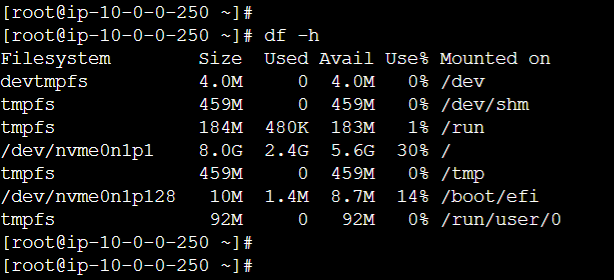 [root@ip-10-0-0-250 ~]#
[root@ip-10-0-0-250 ~]# df -h
Filesystem        Size  Used Avail Use% Mounted on
devtmpfs          4.0M     0  4.0M   0% /dev
tmpfs             459M     0  459M   0% /dev/shm
tmpfs             184M  480K  183M   1% /run
/dev/nvme0n1p1    8.0G  2.4G  5.6G  30% /
tmpfs             459M     0  459M   0% /tmp
/dev/nvme0n1p128   10M  1.4M  8.7M  14% /boot/efi
tmpfs              92M     0   92M   0% /run/user/0
[root@ip-10-0-0-250 ~]#
[root@ip-10-0-0-250 ~]#